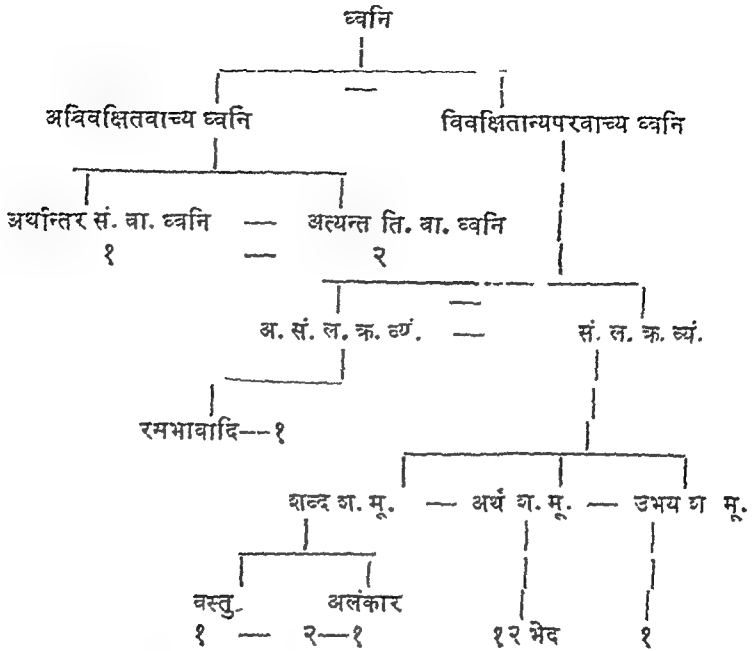 ध्वनि
अविवक्षितवाच्य ध्वनि विवक्षितान्यपरवाच्य ध्वनि
अर्थान्तर सं. वा. ध्वनि — अत्यन्त ति. वा. ध्वनि
१ — २
अ. सं. ल. क्र. व्यं. — सं. ल. क्र. व्यं.
रसभावादि—१
शब्द श. मू. — अर्थ श. मू. — उभय श मू.
वस्तु अलंकार
१ — २—१ १२ भेद १